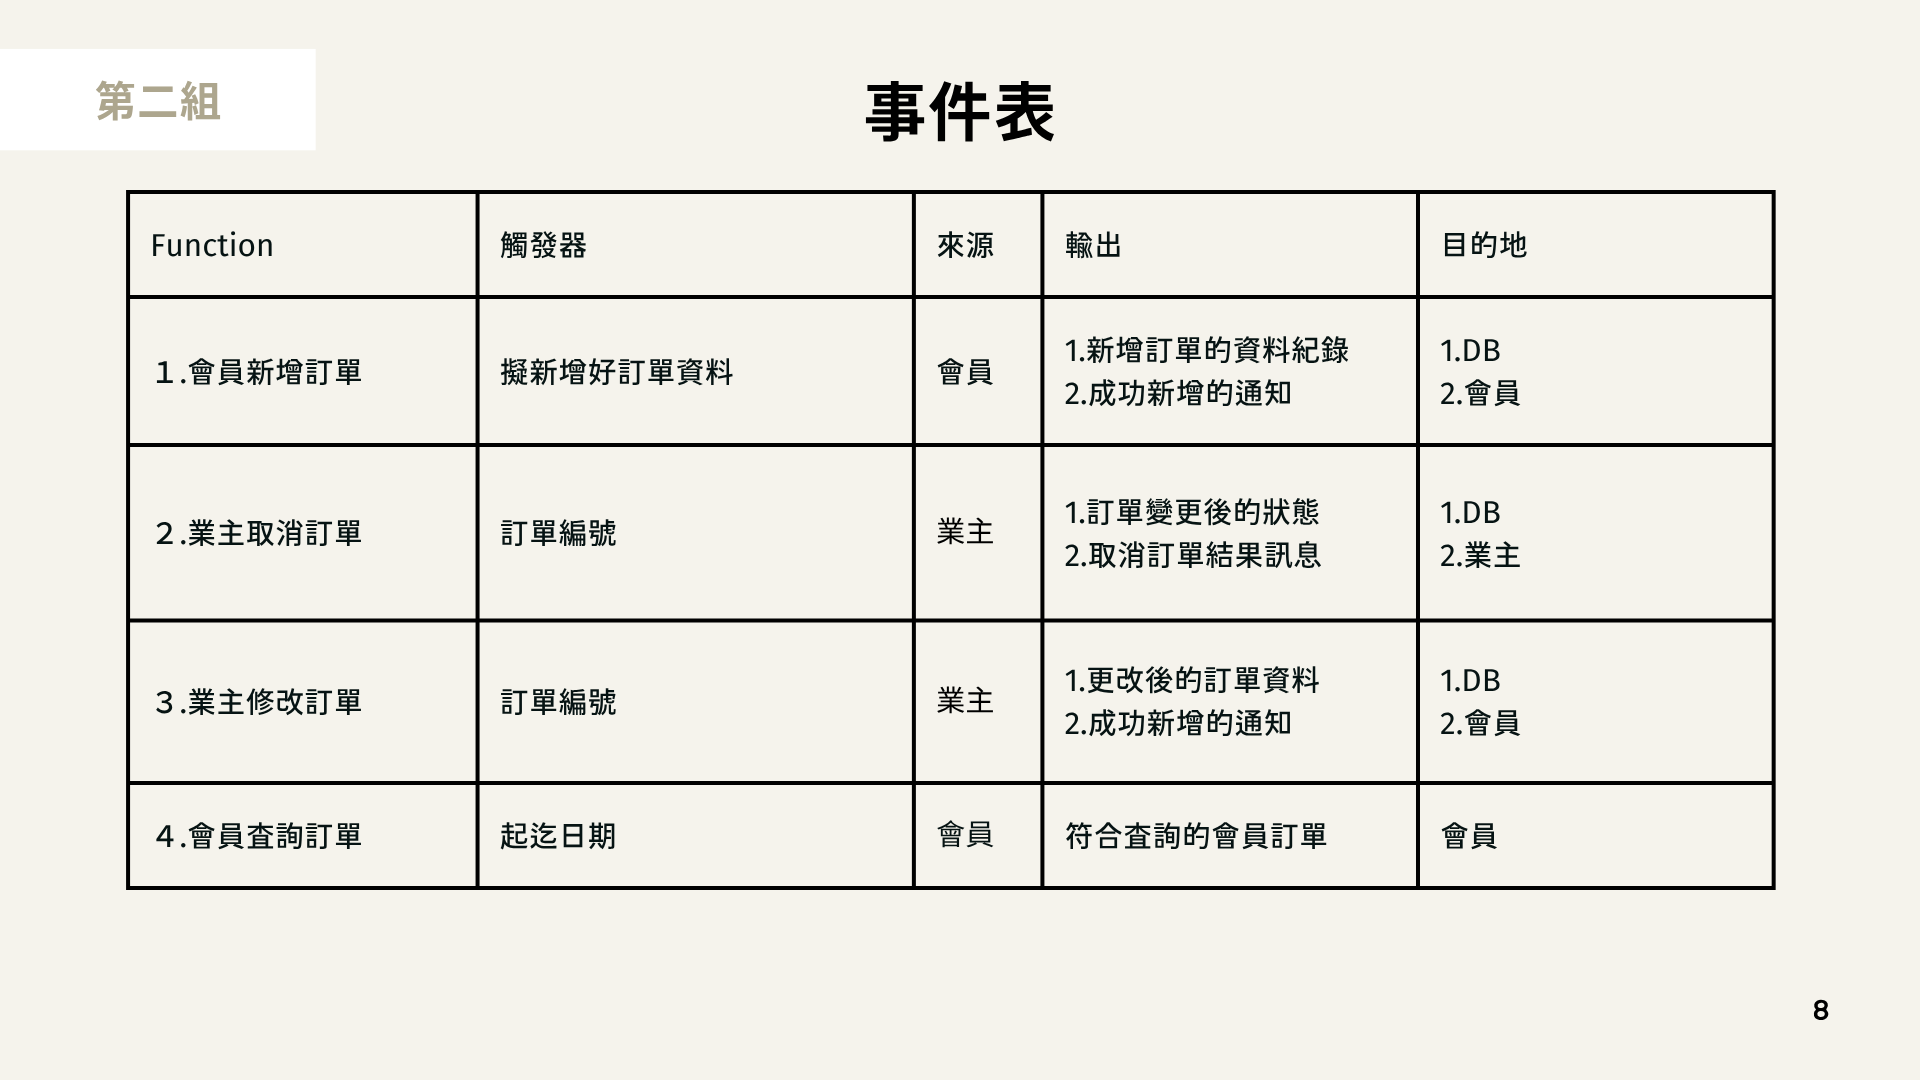 第二組
事件表
Function
觸發器
來源
輸出
目的地
１.會員新增訂單
擬新增好訂單資料
會員
1.新增訂單的資料紀錄
2.成功新增的通知
1.DB
2.會員
２.業主取消訂單
訂單編號
業主
1.訂單變更後的狀態
2.取消訂單結果訊息
1.DB
2.業主
３.業主修改訂單
訂單編號
業主
1.更改後的訂單資料
2.成功新增的通知
1.DB
2.會員
４.會員查詢訂單
起迄日期
會員
符合查詢的會員訂單
會員
8